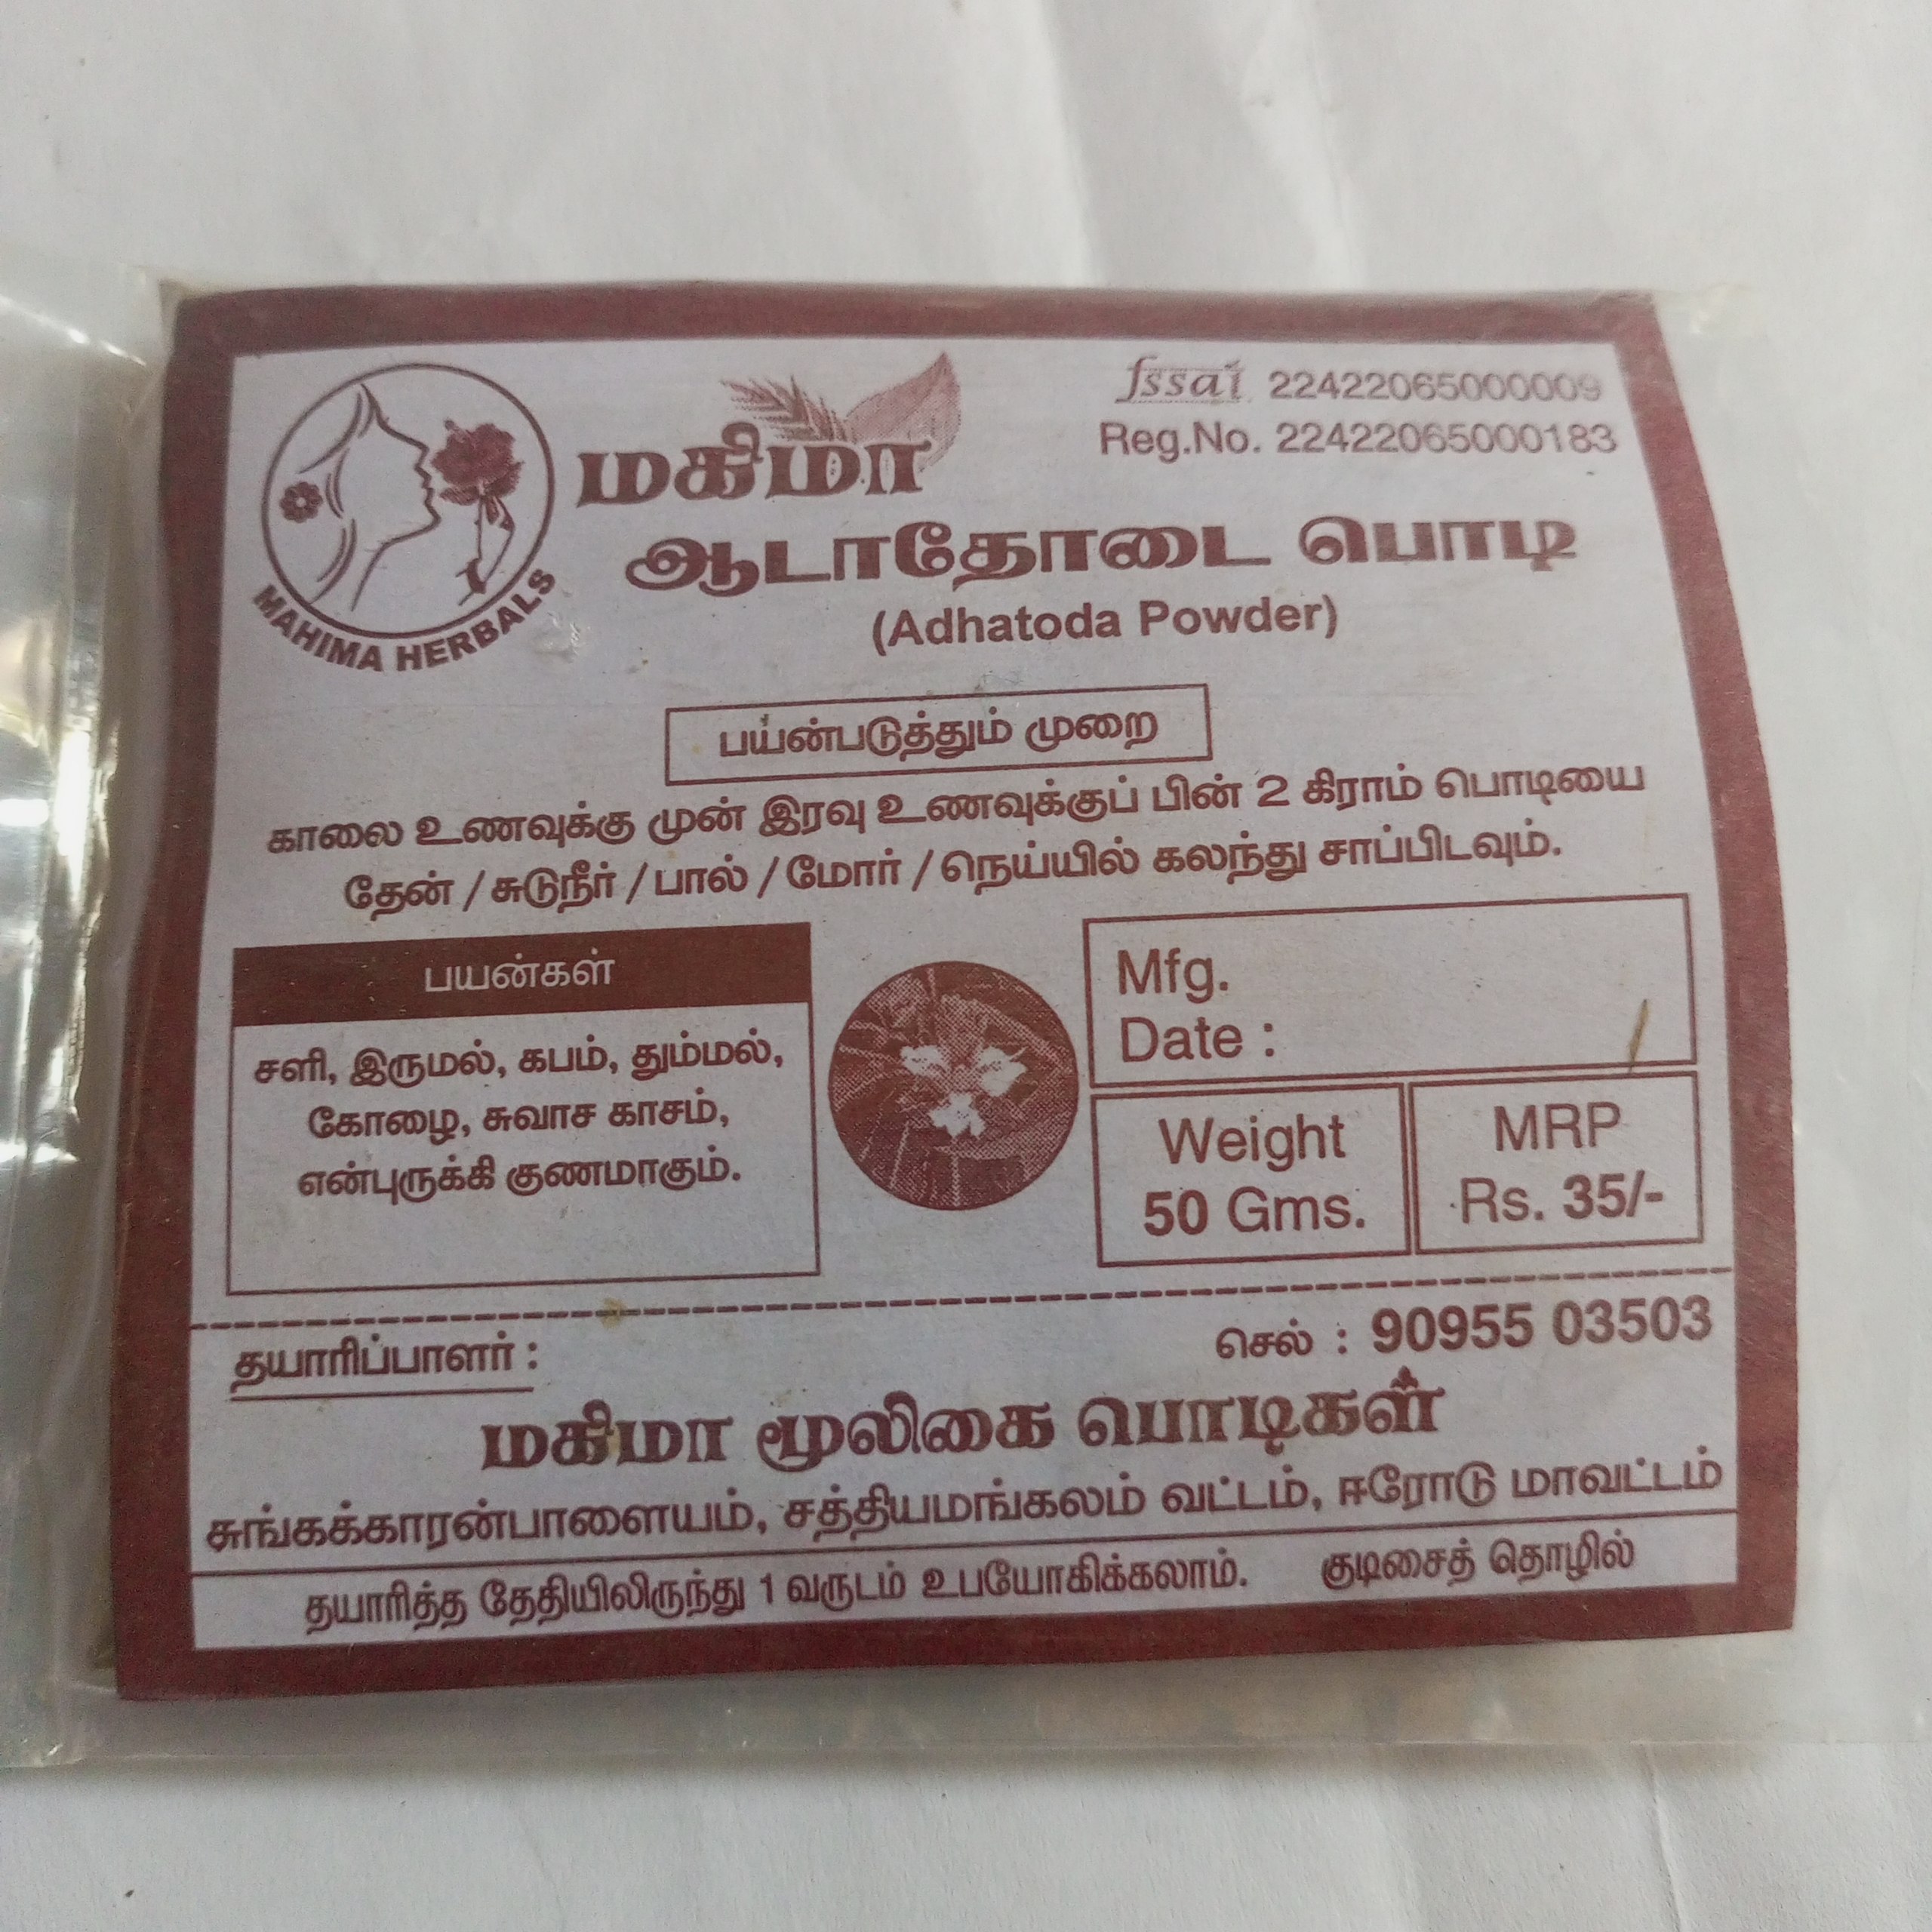 fssai 22422065000009
Reg.No. 22422065000183
மகிமா
ஆடாதோடை பொடி
(Adhatoda Powder)
MAHIMA HERBALS
பயன்படுத்தும் முறை
காலை உணவுக்கு முன் இரவு உணவுக்குப் பின் 2 கிராம் பொடியை
தேன் / சுடுநீர் / பால் / மோர் / நெய்யில் கலந்து சாப்பிடவும்.
பயன்கள்
சளி, இருமல், கபம், தும்மல்,
கோழை, சுவாச காசம்,
என்புருக்கி குணமாகும்.
Mfg.
Date :
Weight
50 Gms.
MRP
Rs. 35/-
தயாரிப்பாளர் :
செல் : 90955 03503
மகிமா மூலிகை பொடிகள்
சுங்கக்காரன்பாளையம், சத்தியமங்கலம் வட்டம், ஈரோடு மாவட்டம்
தயாரித்த தேதியிலிருந்து 1 வருடம் உபயோகிக்கலாம். குடிசைத் தொழில்